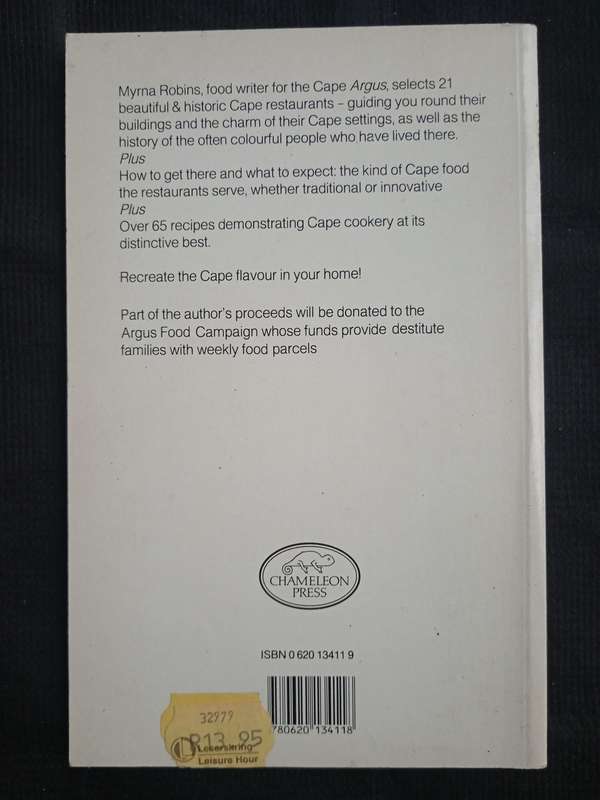 Myrna Robins, food writer for the Cape Argus, selects 21
beautiful & historic Cape restaurants – guiding you round their
buildings and the charm of their Cape settings, as well as the
history of the often colourful people who have lived there.
Plus
How to get there and what to expect: the kind of Cape food
the restaurants serve, whether traditional or innovative
Plus
Over 65 recipes demonstrating Cape cookery at its
distinctive best.
Recreate the Cape flavour in your home!
Part of the author's proceeds will be donated to the
Argus Food Campaign whose funds provide destitute
families with weekly food parcels
CHAMELEON
PRESS
ISBN 0 620 13411 9
780620 134118
32979
R13.95
Leserskring
Leisure Hour